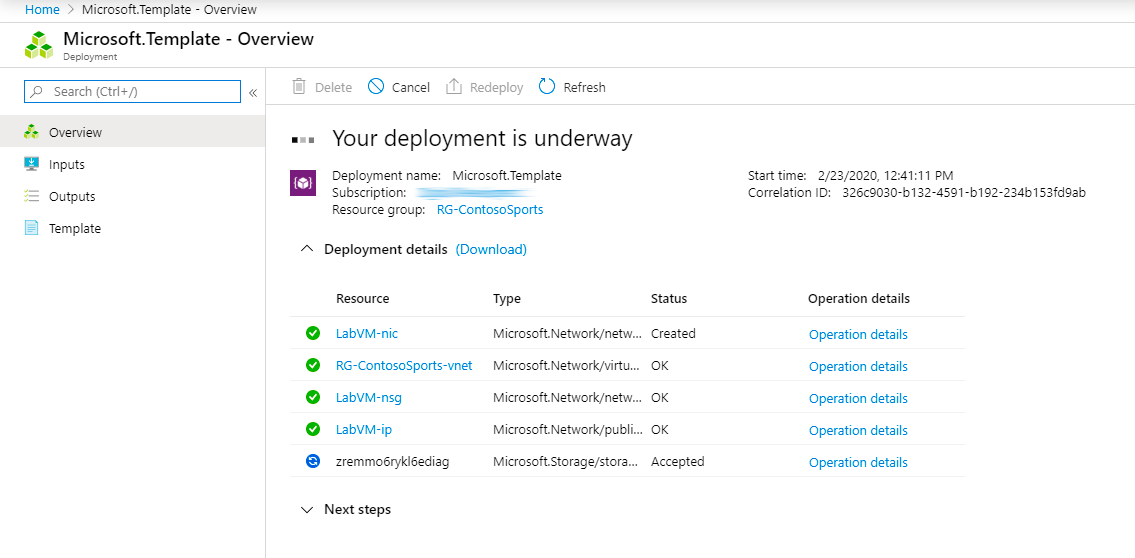 Home > Microsoft.Template - Overview
Microsoft.Template - Overview
Deployment
Search (Ctrl+/) «
Delete Cancel Redeploy Refresh
Overview
Inputs
Outputs
Template
Your deployment is underway
Deployment name: Microsoft.Template
Subscription:
Resource group: RG-ContosoSports
Start time: 2/23/2020, 12:41:11 PM
Correlation ID: 326c9030-b132-4591-b192-234b153fd9ab
Deployment details (Download)
Resource Type Status Operation details
LabVM-nic Microsoft.Network/netw... Created Operation details
RG-ContosoSports-vnet Microsoft.Network/virtu... OK Operation details
LabVM-nsg Microsoft.Network/netw... OK Operation details
LabVM-ip Microsoft.Network/publi... OK Operation details
zremmo6rykl6ediag Microsoft.Storage/stora... Accepted Operation details
Next steps